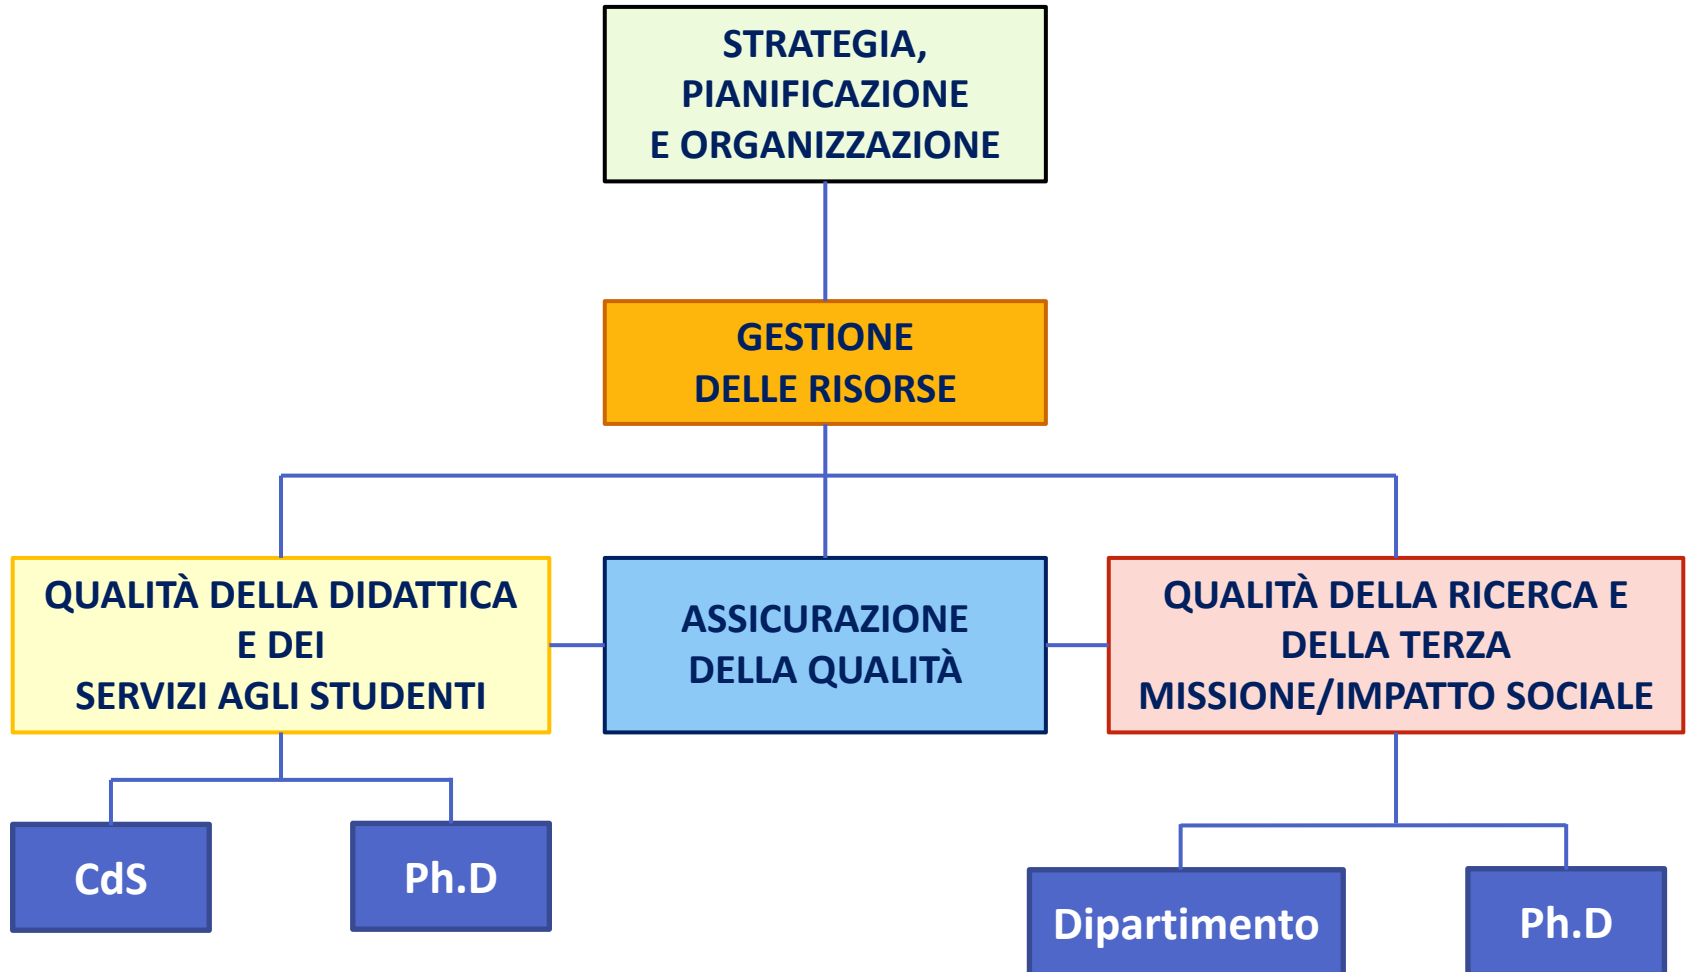 STRATEGIA,
PIANIFICAZIONE
E ORGANIZZAZIONE
GESTIONE
DELLE RISORSE
QUALITÀ DELLA DIDATTICA
E DEI
SERVIZI AGLI STUDENTI
ASSICURAZIONE
DELLA QUALITÀ
QUALITÀ DELLA RICERCA E
DELLA TERZA
MISSIONE/IMPATTO SOCIALE
CdS
Ph.D
Dipartimento
Ph.D